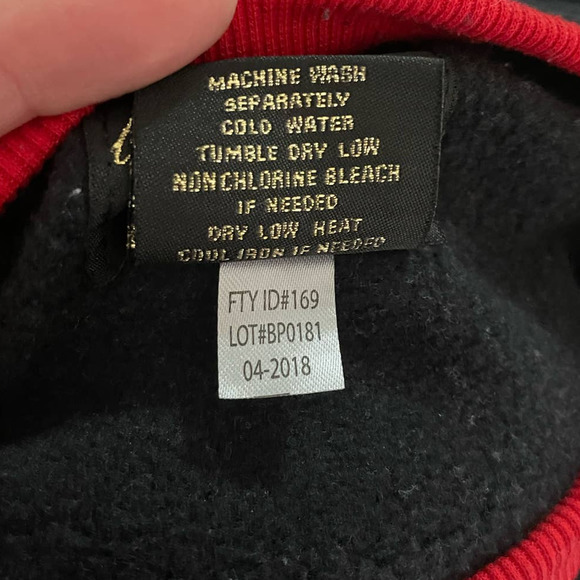 MACHINE WASH
SEPARATELY
COLD WATER
TUMBLE DRY LOW
NON CHLORINE BLEACH
IF NEEDED
DRY LOW HEAT
COOL IRON IF NEEDED
FTY ID#169
LOT#BP0181
04-2018